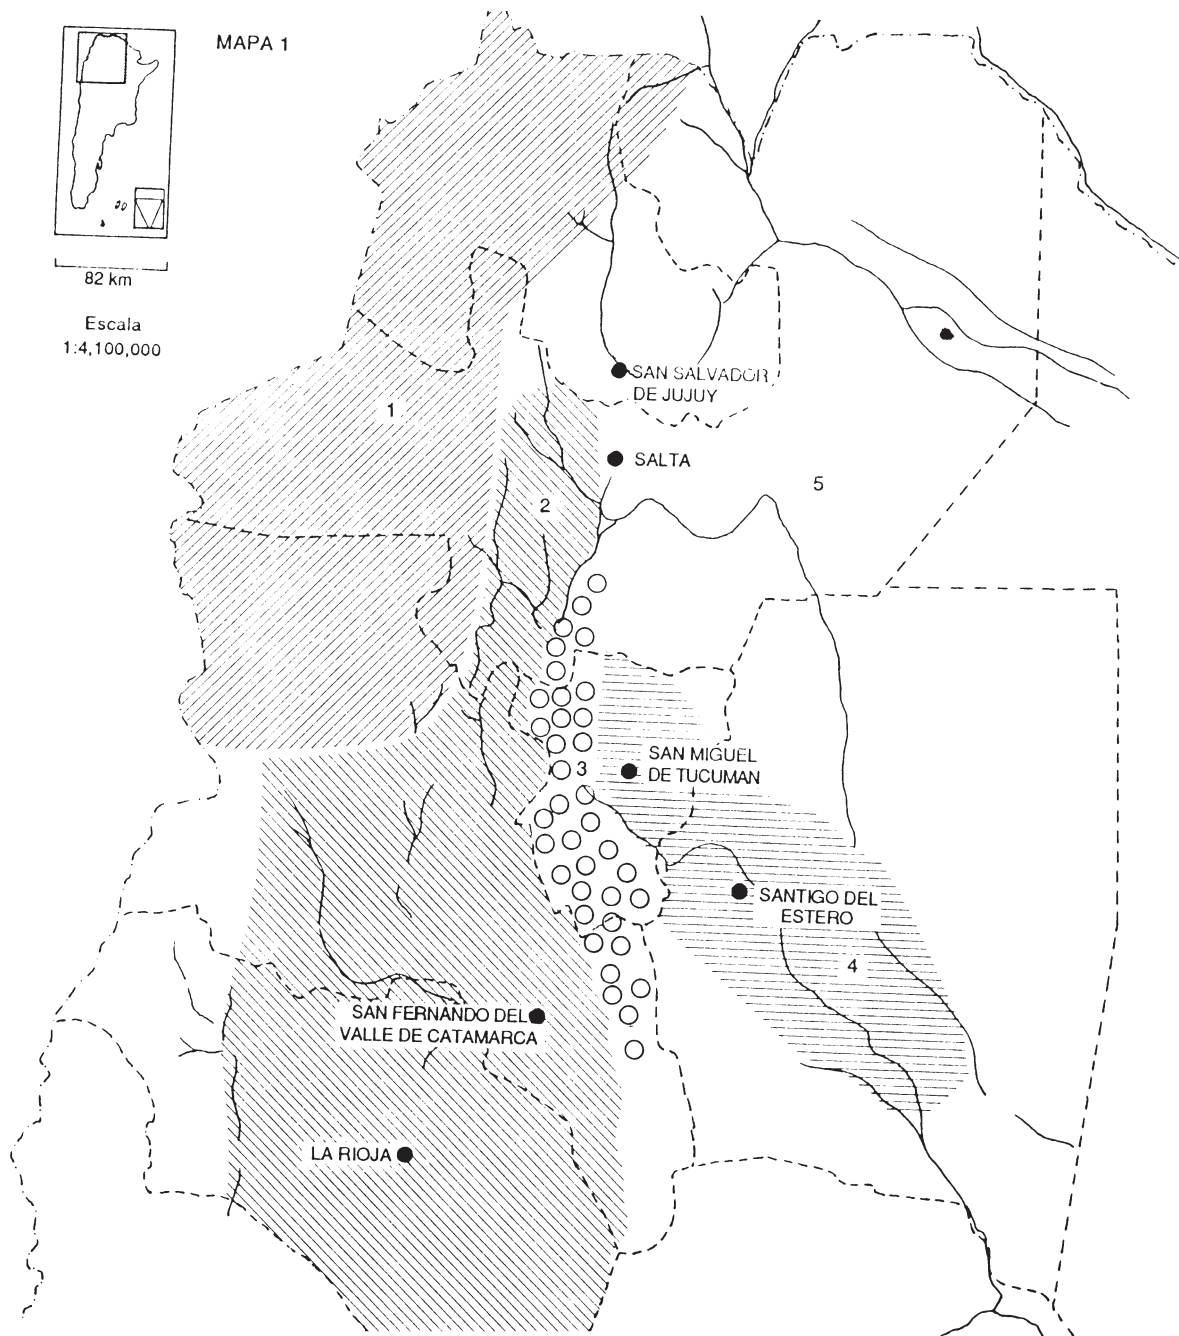 MAPA 1
82 km
Escala
1:4,100,000
1
SAN SALVADOR
DE JUJUY
SALTA
5
2
SAN MIGUEL
DE TUCUMAN
3
SANTIGO DEL
ESTERO
4
SAN FERNANDO DEL
VALLE DE CATAMARCA
LA RIOJA